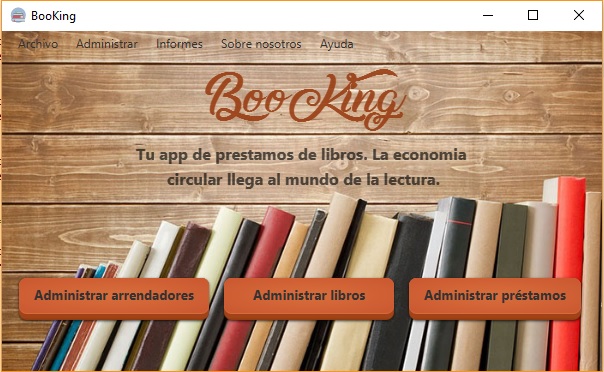 BooKing
Archivo Administrar Informes Sobre nosotros Ayuda
BooKing
Tu app de prestamos de libros. La economia
circular llega al mundo de la lectura.
Administrar arrendadores Administrar libros Administrar préstamos